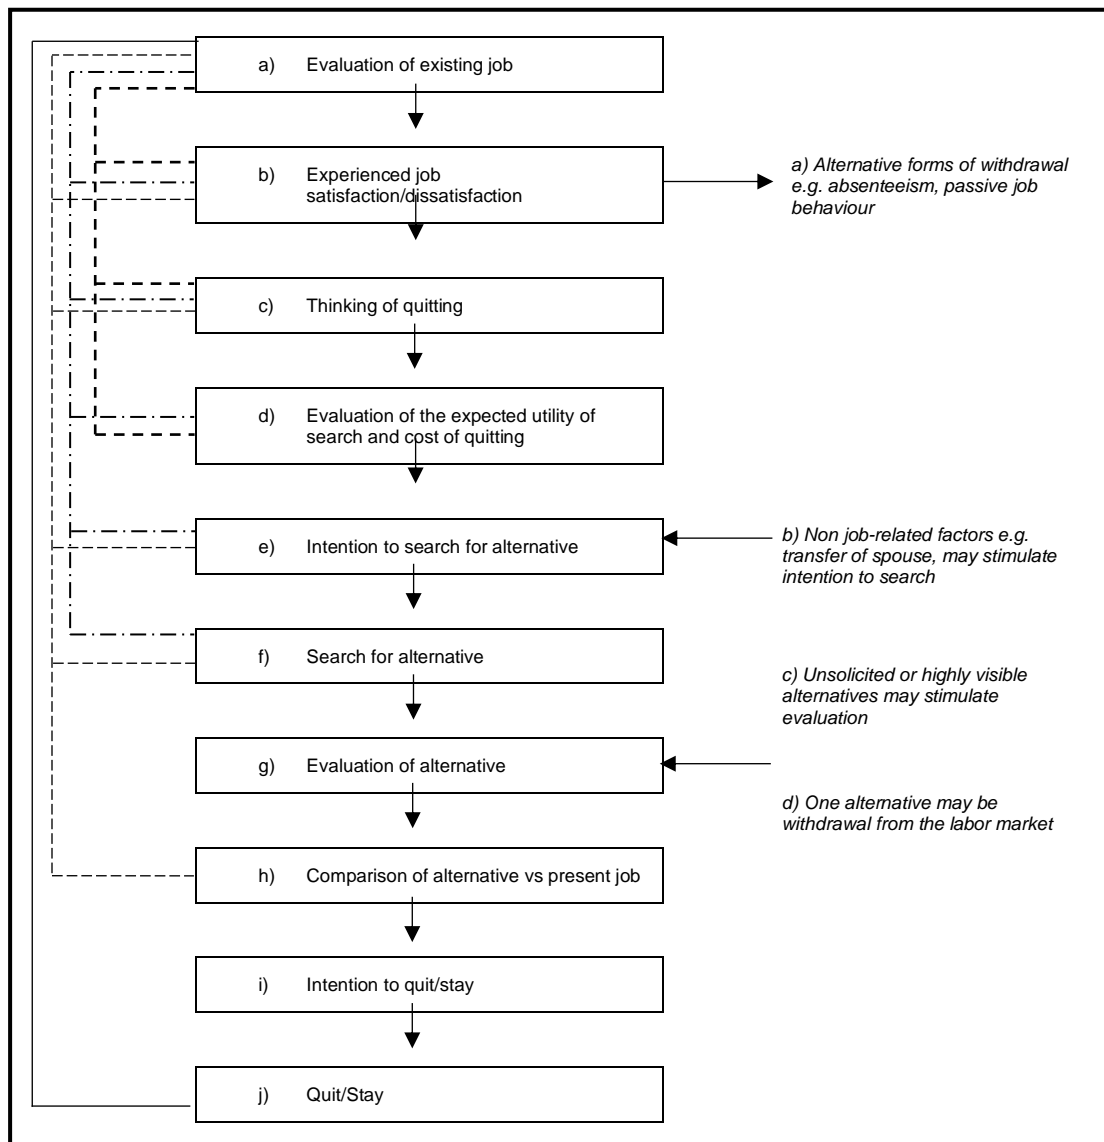 a) Evaluation of existing job
b) Experienced job
satisfaction/dissatisfaction
a) Alternative forms of withdrawal
e.g. absenteeism, passive job
behaviour
c) Thinking of quitting
d) Evaluation of the expected utility of
search and cost of quitting
e) Intention to search for alternative
b) Non job-related factors e.g.
transfer of spouse, may stimulate
intention to search
f) Search for alternative
c) Unsolicited or highly visible
alternatives may stimulate
evaluation
g) Evaluation of alternative
d) One alternative may be
withdrawal from the labor market
h) Comparison of alternative vs present job
i) Intention to quit/stay
j) Quit/Stay